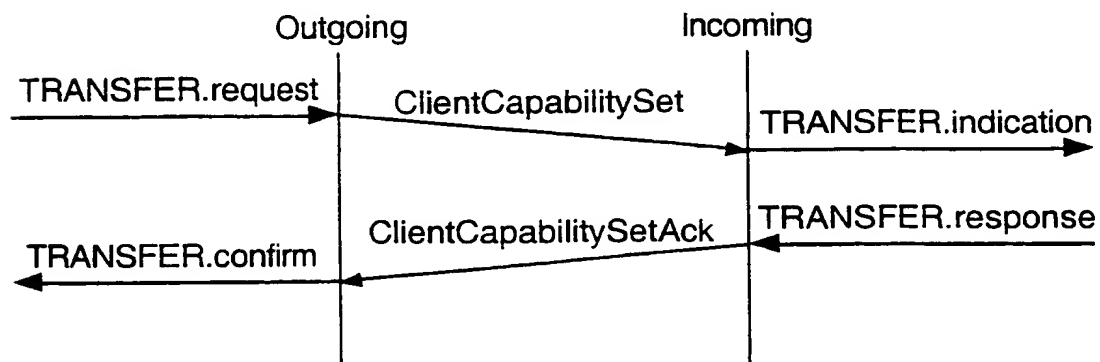 Outgoing
Incoming
TRANSFER.request
ClientCapabilitySet
TRANSFER.indication
ClientCapabilitySetAck
TRANSFER.response
TRANSFER.confirm